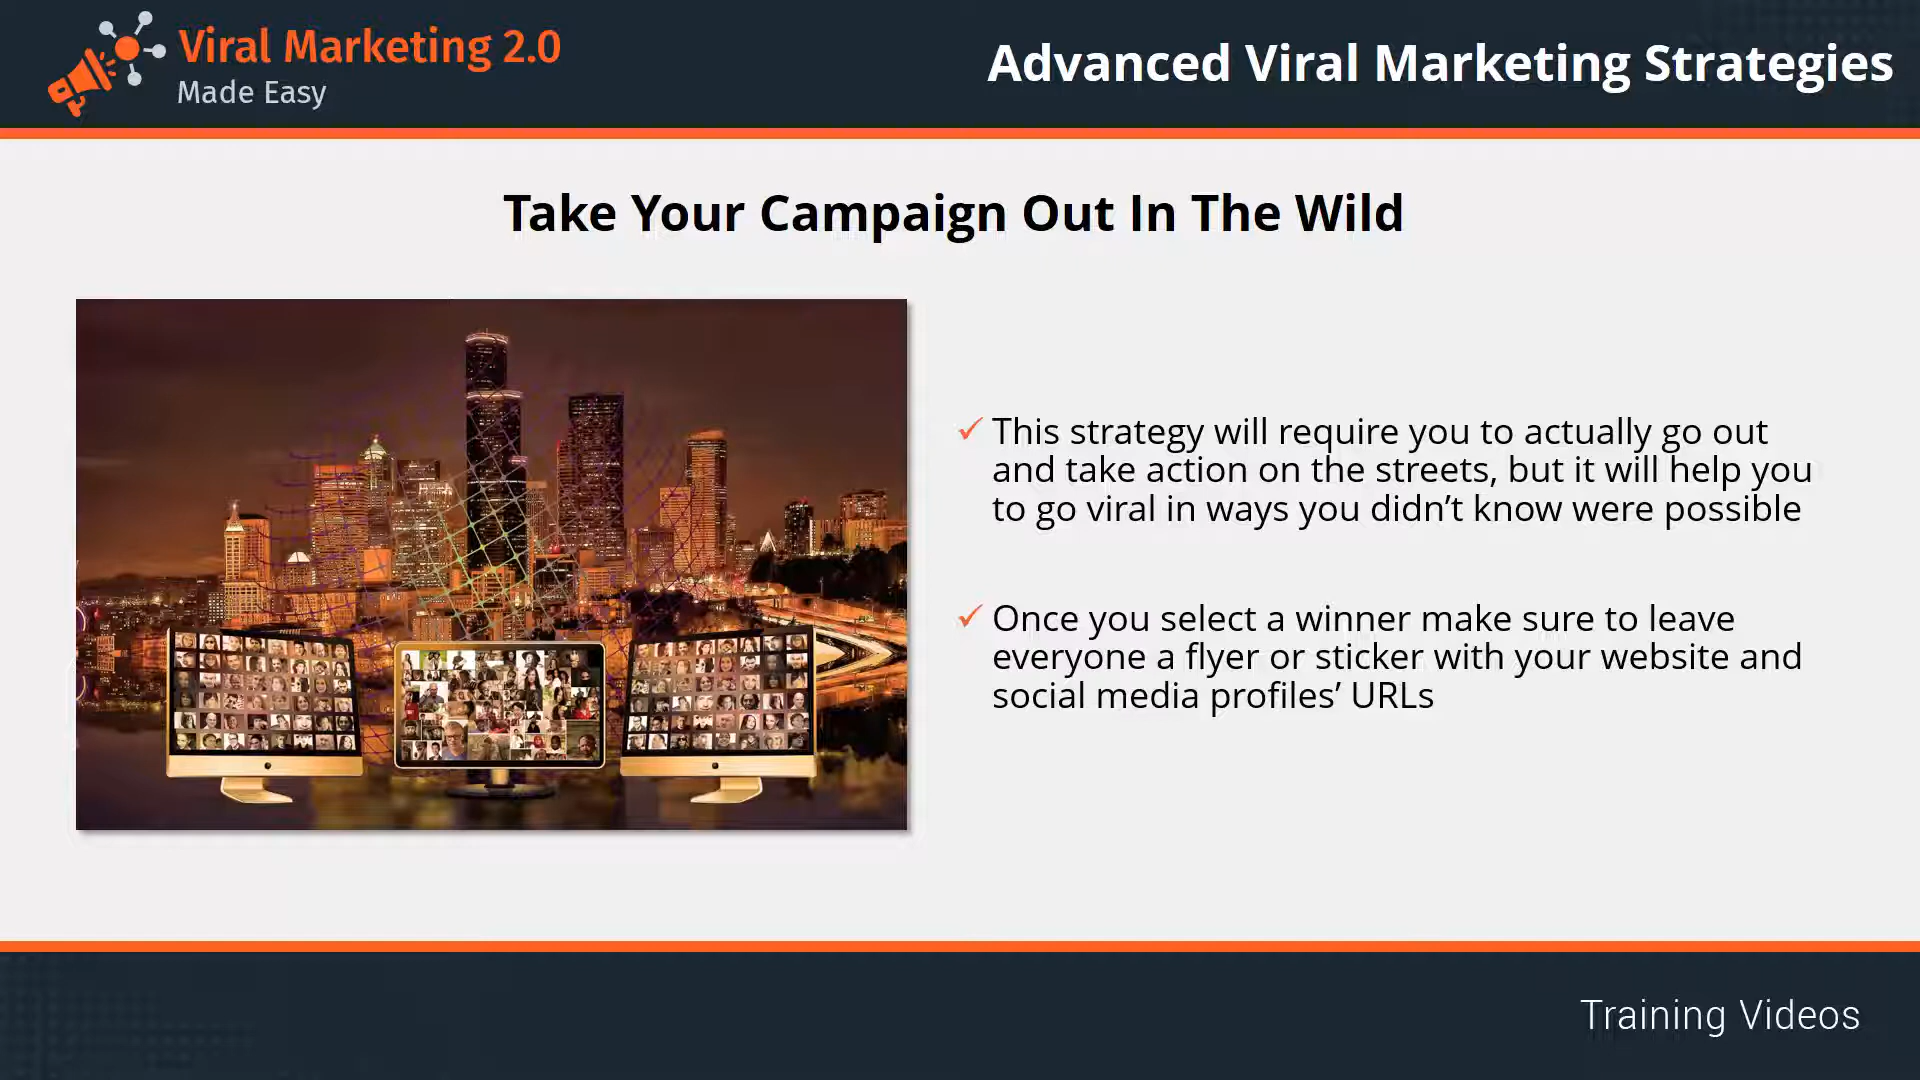 Viral Marketing 2.0
Made Easy
Advanced Viral Marketing Strategies
Take Your Campaign Out In The Wild
This strategy will require you to actually go out
and take action on the streets, but it will help you
to go viral in ways you didn’t know were possible
Once you select a winner make sure to leave
everyone a flyer or sticker with your website and
social media profiles’ URLs
Training Videos